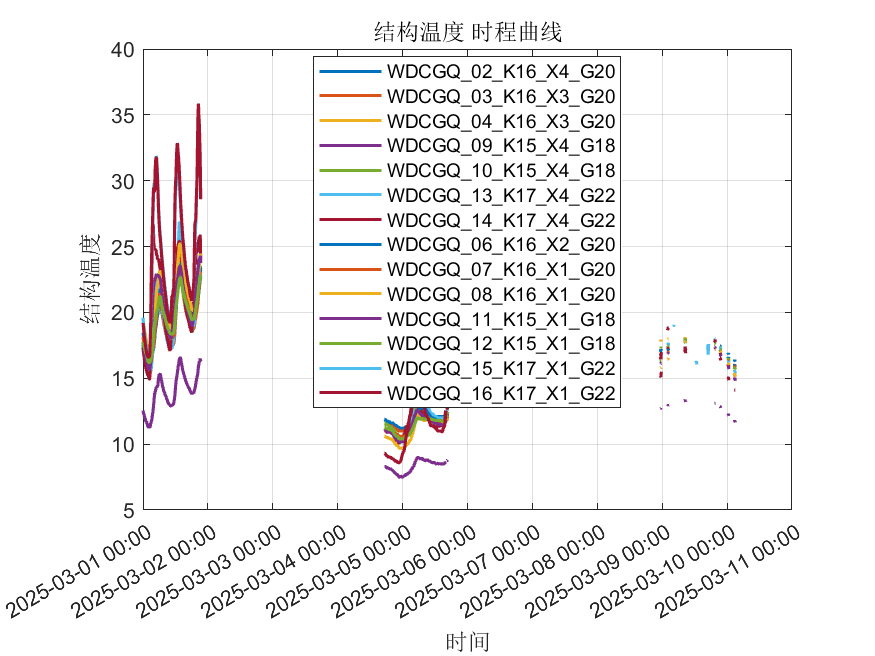 结构温度 时程曲线
40
35
30
25
20
15
10
5
结构温度
WDCGQ_02_K16_X4_G20
WDCGQ_03_K16_X3_G20
WDCGQ_04_K16_X3_G20
WDCGQ_09_K15_X4_G18
WDCGQ_10_K15_X4_G18
WDCGQ_13_K17_X4_G22
WDCGQ_14_K17_X4_G22
WDCGQ_06_K16_X2_G20
WDCGQ_07_K16_X1_G20
WDCGQ_08_K16_X1_G20
WDCGQ_11_K15_X1_G18
WDCGQ_12_K15_X1_G18
WDCGQ_15_K17_X1_G22
WDCGQ_16_K17_X1_G22
2025-03-01 00:00
2025-03-02 00:00
2025-03-03 00:00
2025-03-04 00:00
2025-03-05 00:00
2025-03-06 00:00
2025-03-07 00:00
2025-03-08 00:00
2025-03-09 00:00
2025-03-10 00:00
2025-03-11 00:00
时间